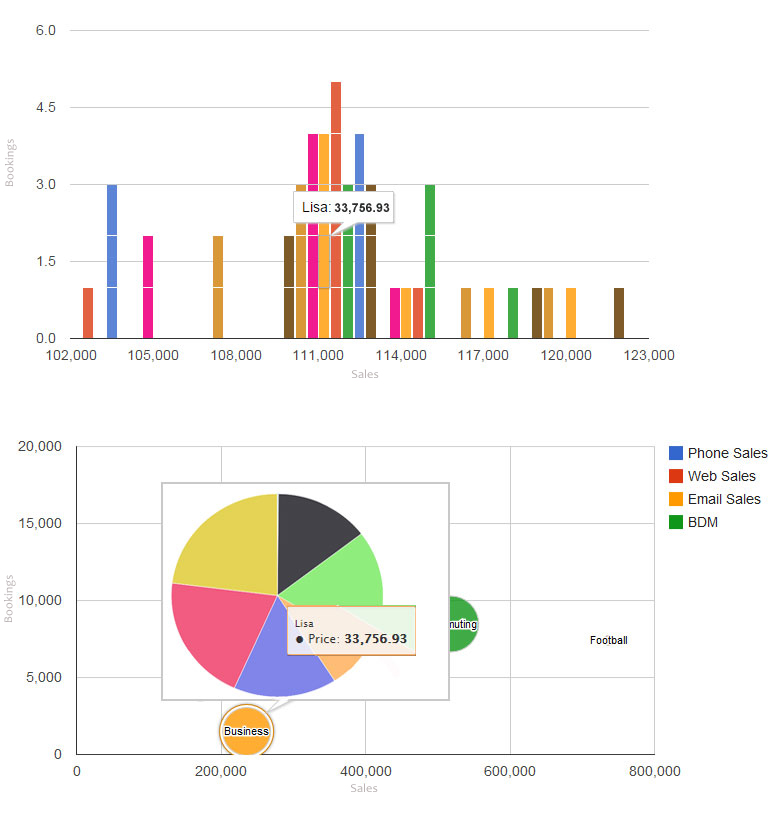 6.0
4.5
3.0
1.5
0.0
Bookings
Lisa: 33,756.93
102,000 105,000 108,000 111,000 114,000 117,000 120,000 123,000
Sales
20,000
15,000
10,000
5,000
0
Bookings
Phone Sales
Web Sales
Email Sales
BDM
Lisa
Price: 33,756.93
muting
Football
Business
0 200,000 400,000 600,000 800,000
Sales